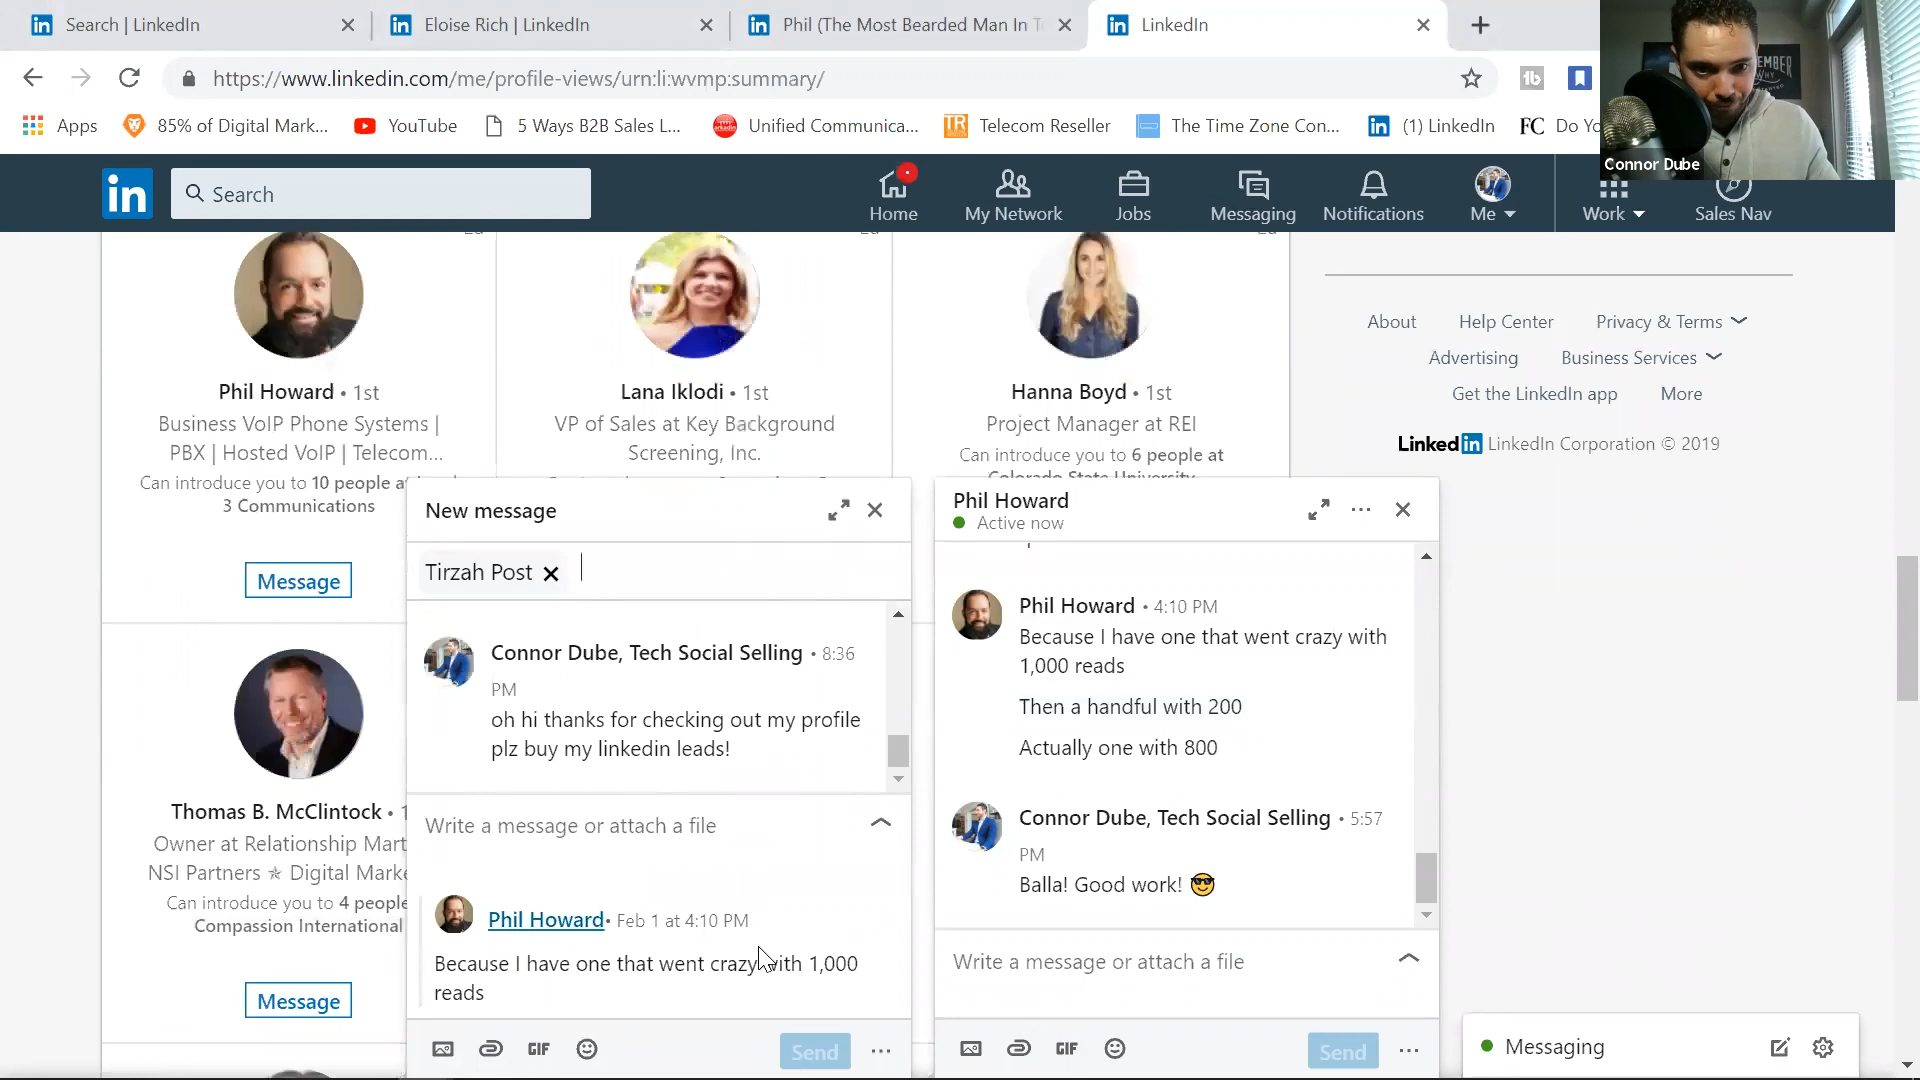 Search | LinkedIn
Eloise Rich | LinkedIn
Phil (The Most Bearded Man In Te
LinkedIn
https://www.linkedin.com/me/profile-views/urn:li:wvmp:summary/
Apps
85% of Digital Mark...
YouTube
5 Ways B2B Sales L...
Unified Communica...
Telecom Reseller
The Time Zone Con...
(1) LinkedIn
FC Do Yo
Connor Dube
Search
Home
My Network
Jobs
Messaging
Notifications
Me
Work
Sales Nav
Phil Howard • 1st
Business VoIP Phone Systems |
PBX | Hosted VoIP | Telecom...
Can introduce you to 10 people at
3 Communications
Message
Lana Iklodi • 1st
VP of Sales at Key Background
Screening, Inc.
Hanna Boyd • 1st
Project Manager at REI
Can introduce you to 6 people at
Colorado State University
About
Help Center
Privacy & Terms
Advertising
Business Services
Get the LinkedIn app
More
LinkedIn LinkedIn Corporation © 2019
Thomas B. McClintock • 1
Owner at Relationship Mart
NSI Partners ✭ Digital Marke
Can introduce you to 4 people
Compassion International
Message
New message
Tirzah Post
Connor Dube, Tech Social Selling • 8:36
PM
oh hi thanks for checking out my profile
plz buy my linkedin leads!
Write a message or attach a file
Phil Howard • Feb 1 at 4:10 PM
Because I have one that went crazy with 1,000
reads
GIF
Send
Phil Howard
Active now
Phil Howard • 4:10 PM
Because I have one that went crazy with
1,000 reads
Then a handful with 200
Actually one with 800
Connor Dube, Tech Social Selling • 5:57
PM
Balla! Good work! 😎
Write a message or attach a file
GIF
Send
Messaging